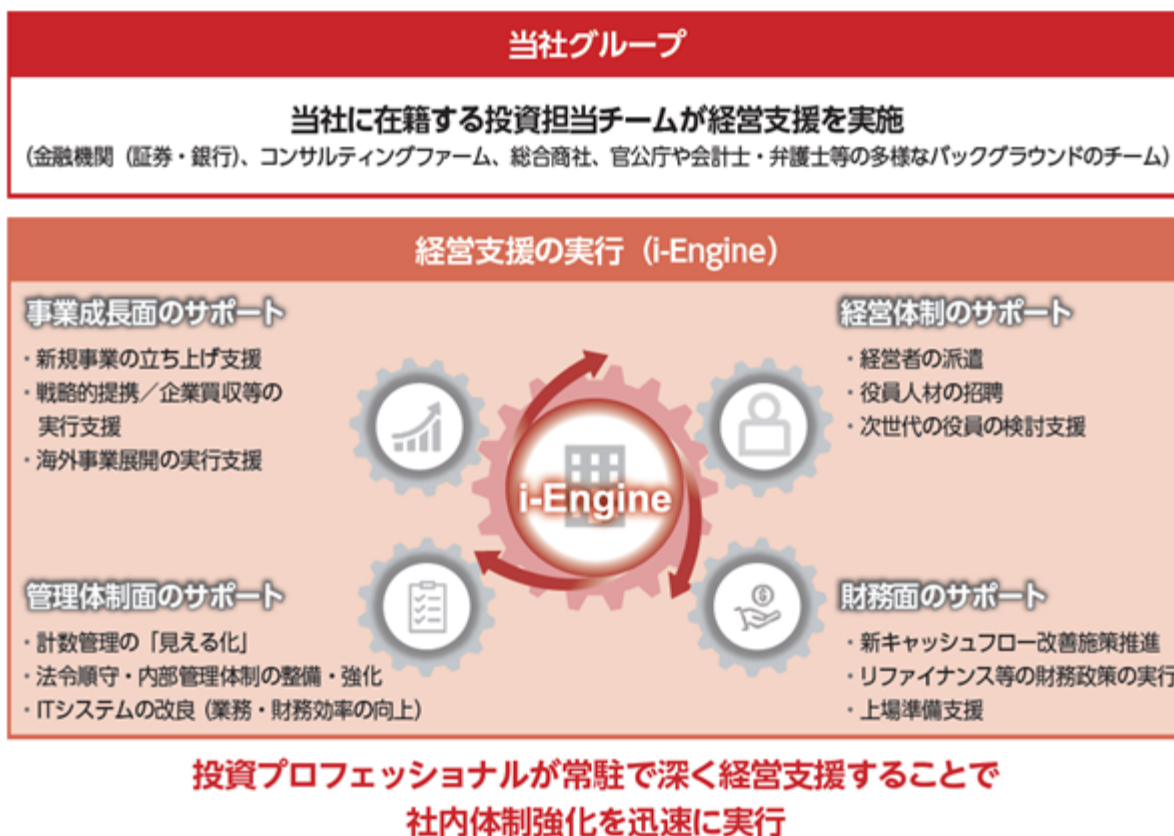 当社グループ
当社に在籍する投資担当チームが経営支援を実施
(金融機関（証券・銀行）、コンサルティングファーム、総合商社、官公庁や会計士・弁護士等の多様なバックグラウンドのチーム)
経営支援の実行（i-Engine）
事業成長面のサポート
・新規事業の立ち上げ支援
・戦略的提携／企業買収等の
実行支援
・海外事業展開の実行支援
経営体制のサポート
・経営者の派遣
・役員人材の招聘
・次世代の役員の検討支援
i-Engine
管理体制面のサポート
・計数管理の「見える化」
・法令順守・内部管理体制の整備・強化
・ITシステムの改良（業務・財務効率の向上）
財務面のサポート
・新キャッシュフロー改善施策推進
・リファイナンス等の財務政策の実行
・上場準備支援
投資プロフェッショナルが常駐で深く経営支援することで
社内体制強化を迅速に実行